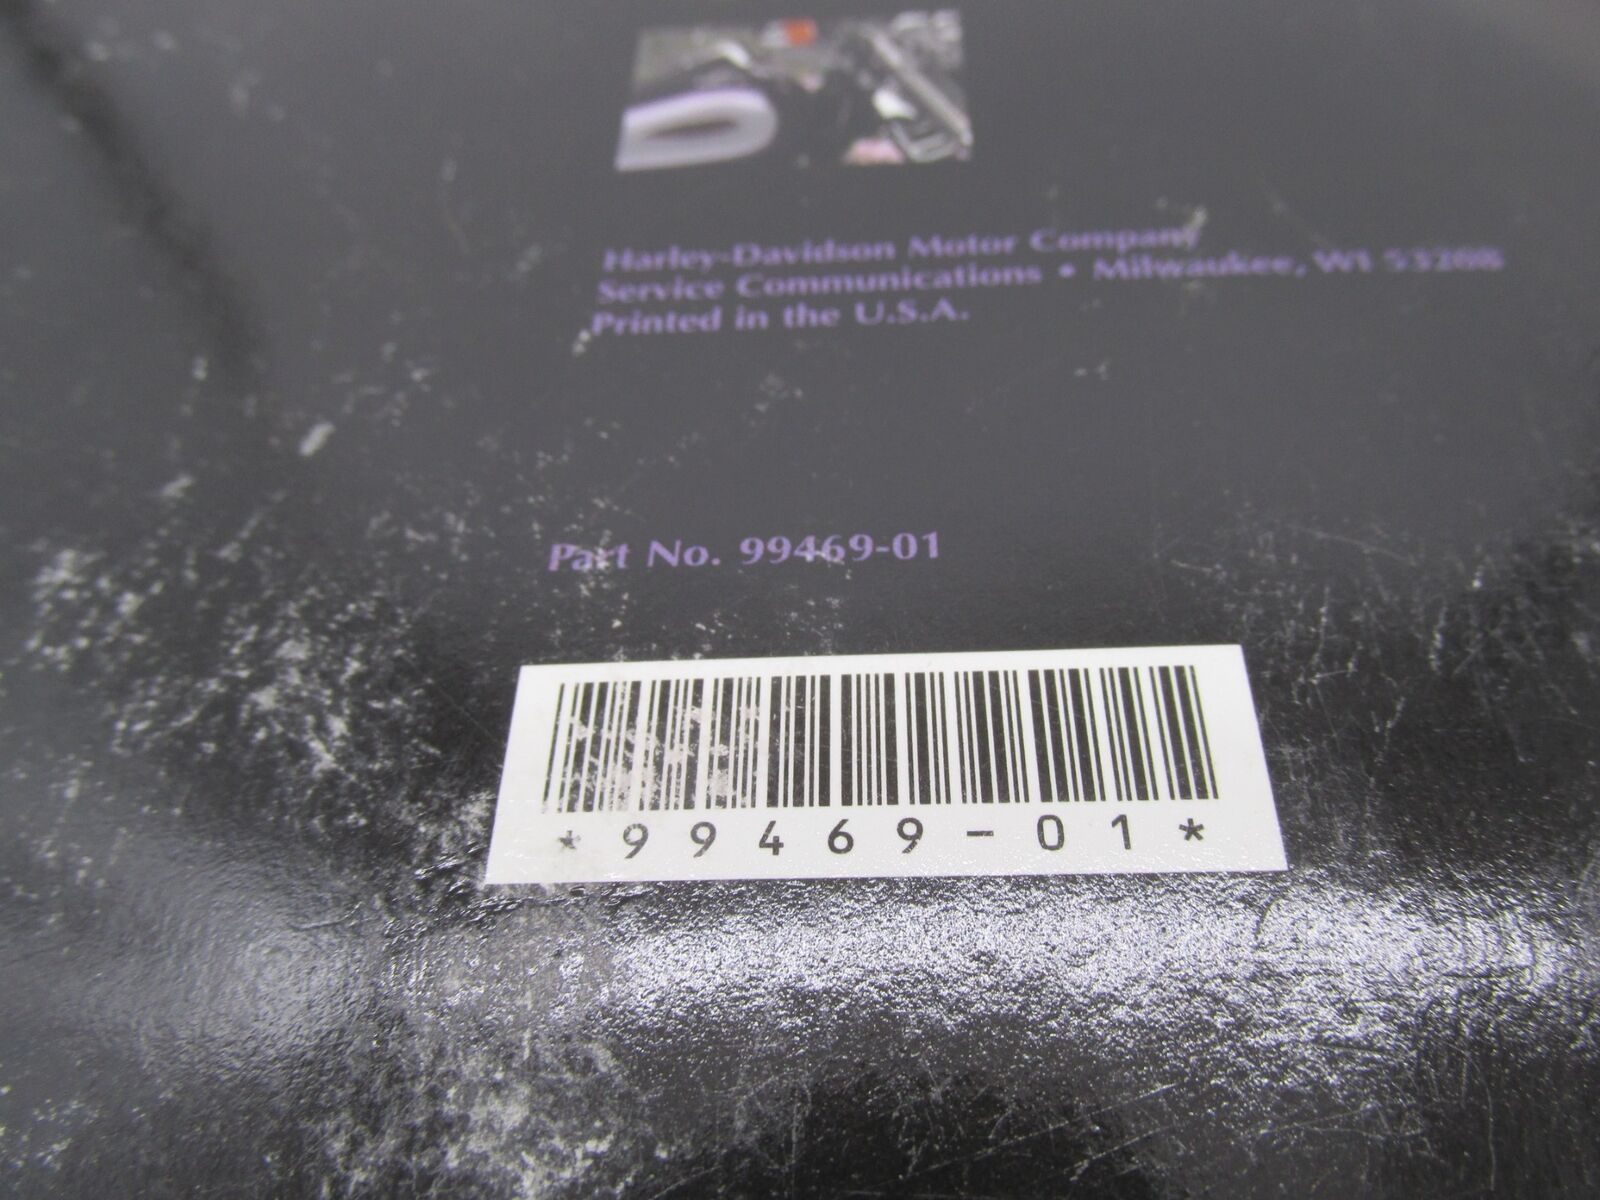 Harley-Davidson Motor Company
Service Communications • Milwaukee, WI 53208
Printed in the U.S.A.
Part No. 99469-01
*99469-01*